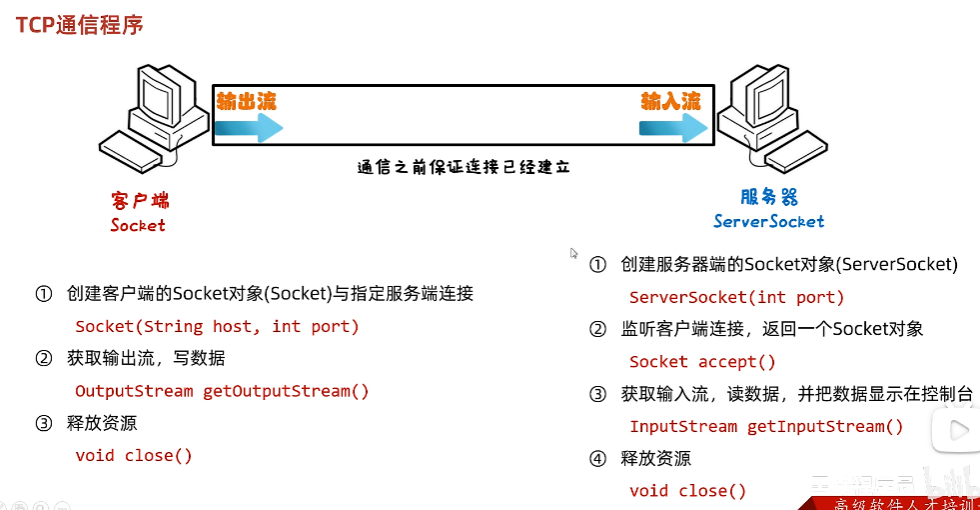 TCP通信程序
输出流
输入流
通信之前保证连接已经建立
客户端
Socket
服务器
ServerSocket
① 创建客户端的Socket对象(Socket)与指定服务端连接
Socket(String host, int port)
② 获取输出流，写数据
OutputStream getOutputStream()
③ 释放资源
void close()
① 创建服务器端的Socket对象(ServerSocket)
ServerSocket(int port)
② 监听客户端连接，返回一个Socket对象
Socket accept()
③ 获取输入流，读数据，并把数据显示在控制台
InputStream getInputStream()
④ 释放资源
void close()
高级软件人才培训